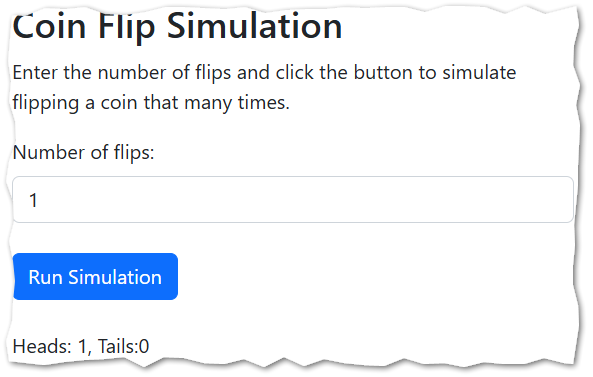 Coin Flip Simulation
Enter the number of flips and click the button to simulate
flipping a coin that many times.
Number of flips:
1
Run Simulation
Heads: 1, Tails:0